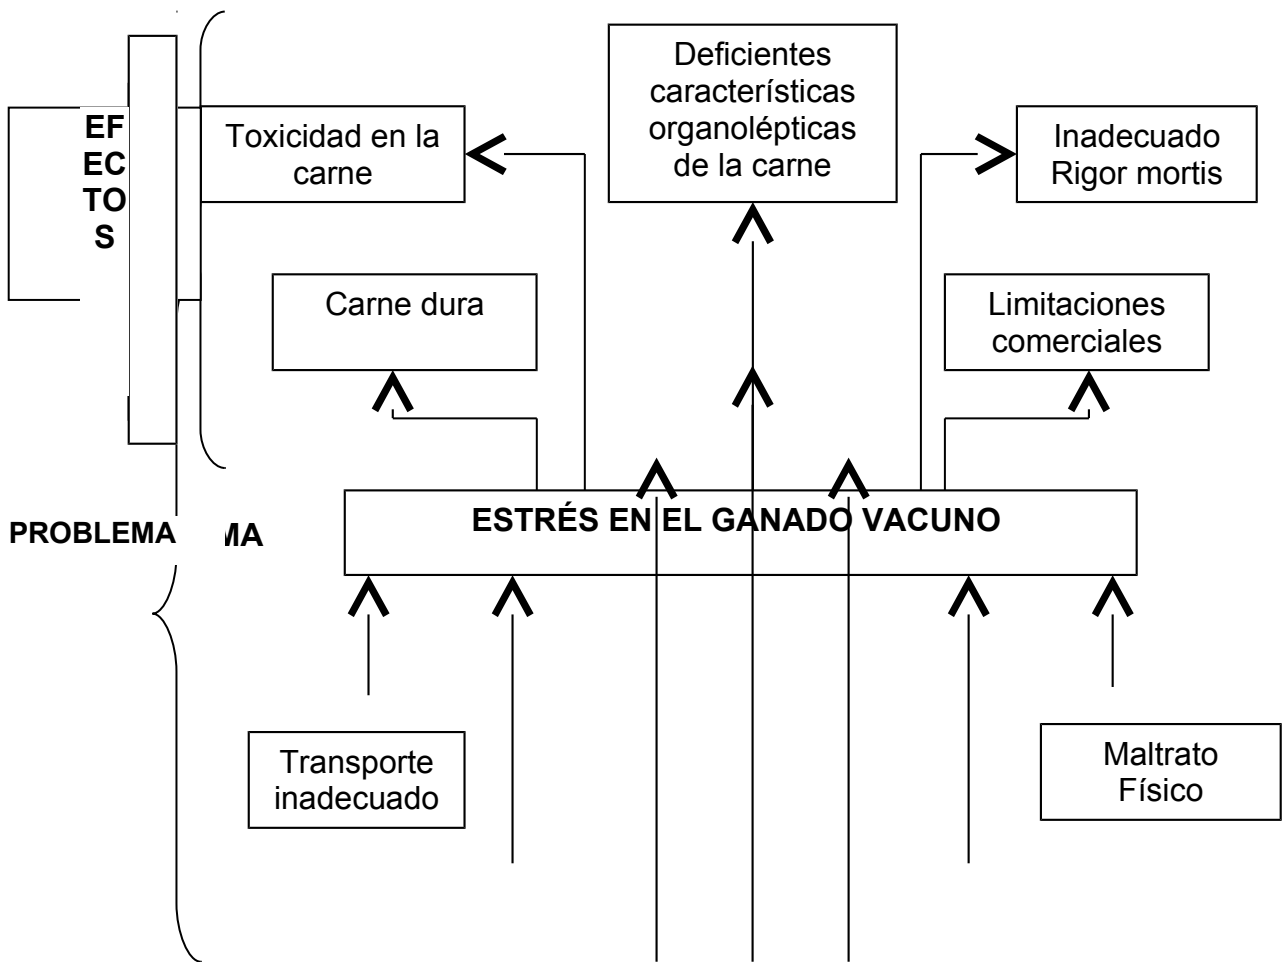 EF
EC
TO
S
Toxicidad en la
carne
Deficientes
características
organolépticas
de la carne
Inadecuado
Rigor mortis
Carne dura
Limitaciones
comerciales
PROBLEMA MA
ESTRÉS EN EL GANADO VACUNO
Transporte
inadecuado
Maltrato
Físico